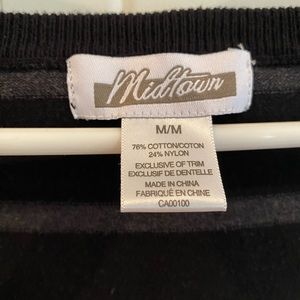 Midtown
M/M
76% COTTON/COTON
24% NYLON
EXCLUSIVE OF TRIM
EXCLUSIF DE DENTELLE
MADE IN CHINA
FABRIQUÉ EN CHINE
CA00100